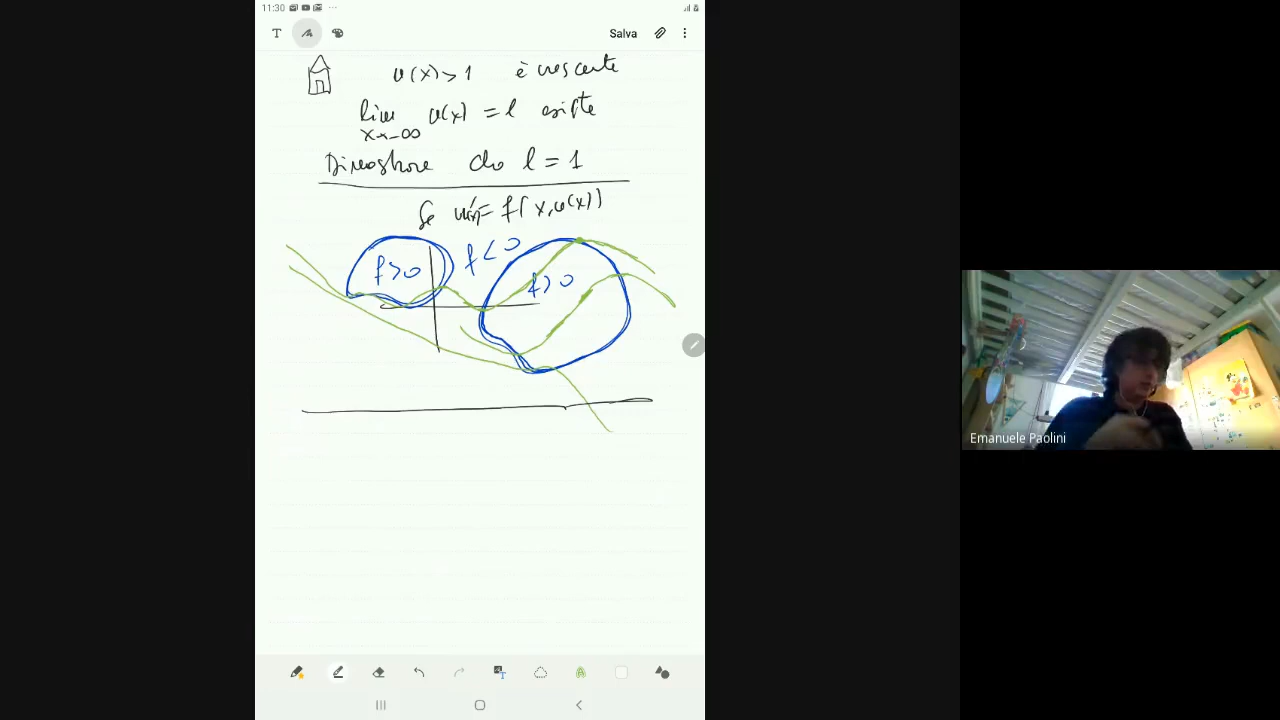 11:30
T Salva
u(x) > 1 è crescente
lim u(x) = l esiste
x→-∞
Dimostrare che l = 1
Se u'(x) = f(x, u(x))
f>0 f<0 f>0
Emanuele Paolini